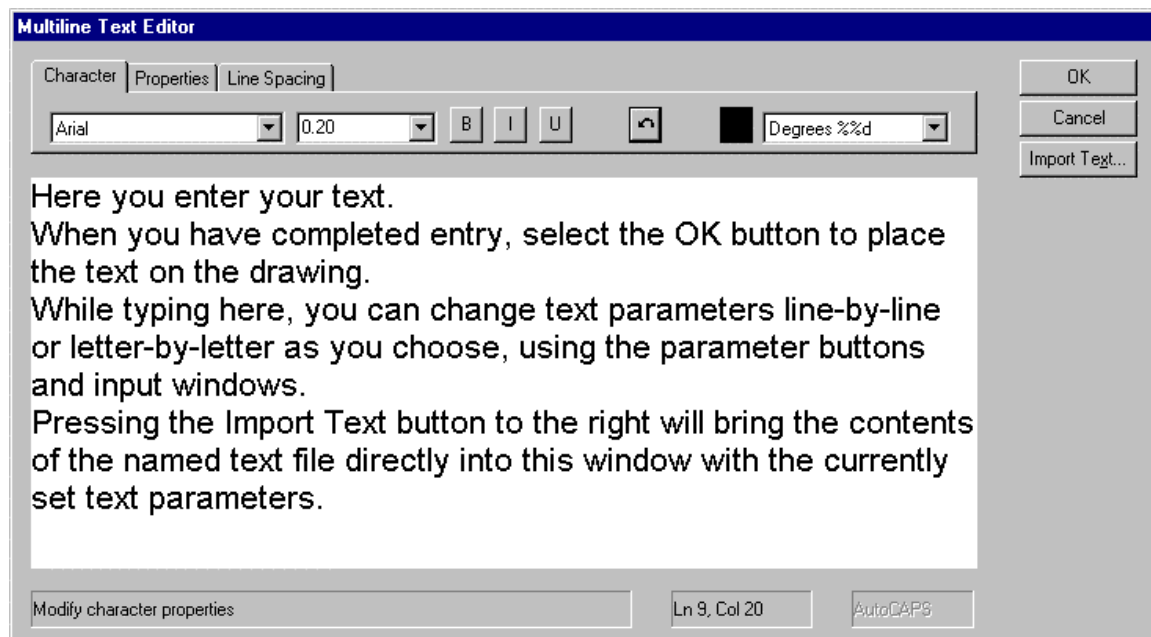 Multiline Text Editor
Character Properties Line Spacing
OK
Arial 0.20 B I U Degrees %%d
Cancel
Import Text...
Here you enter your text.
When you have completed entry, select the OK button to place
the text on the drawing.
While typing here, you can change text parameters line-by-line
or letter-by-letter as you choose, using the parameter buttons
and input windows.
Pressing the Import Text button to the right will bring the contents
of the named text file directly into this window with the currently
set text parameters.
Modify character properties Ln 9, Col 20 AutoCAPS